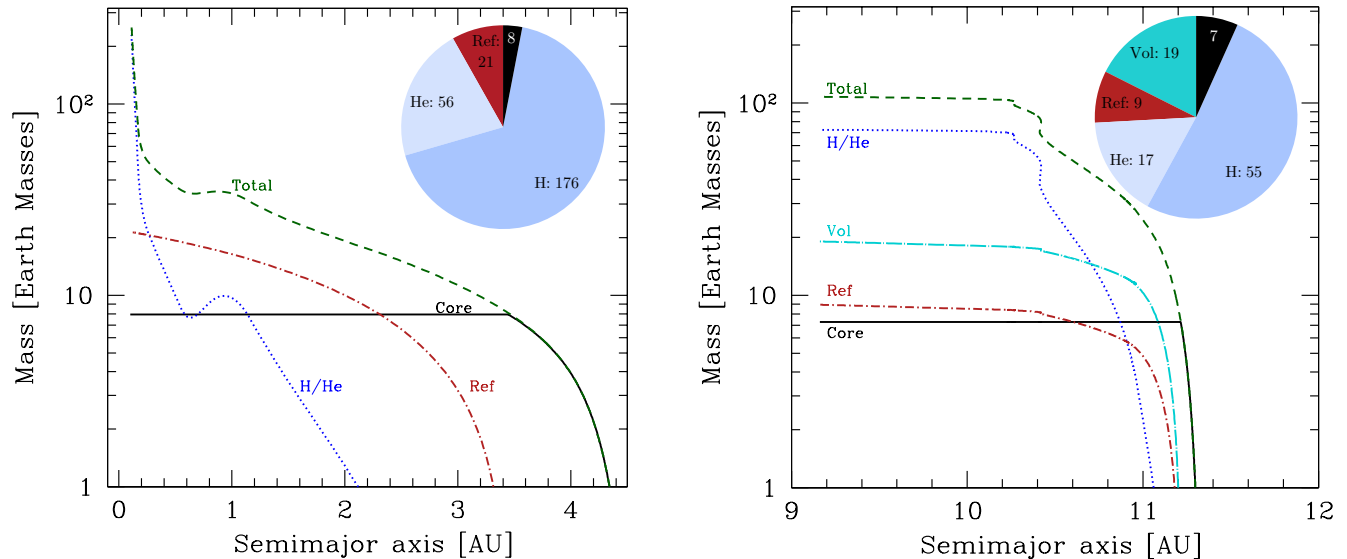 Mass [Earth Masses]
10²
10
1
0
1
2
3
4
Semimajor axis [AU]
Total
Core
H/He
Ref
Ref:
21
8
He: 56
H: 176
Mass [Earth Masses]
10²
10
1
9
10
11
12
Semimajor axis [AU]
Total
H/He
Vol
Ref
Core
Vol: 19
7
Ref: 9
He: 17
H: 55